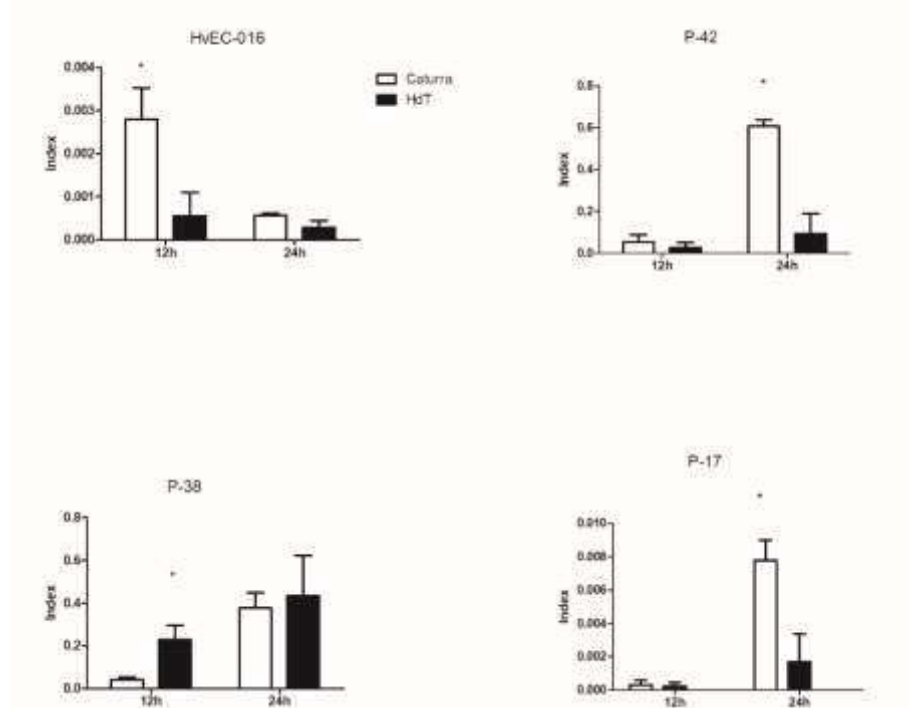 HvEC-016
0.004
0.003
0.002
0.001
0.000
Index
*
12h
24h
Caturra
HdT
P-42
0.8
0.6
0.4
0.2
0.0
Index
*
12h
24h
P-38
0.8
0.6
0.4
0.2
0.0
Index
*
12h
24h
P-17
0.010
0.008
0.006
0.004
0.002
0.000
Index
*
12h
24h